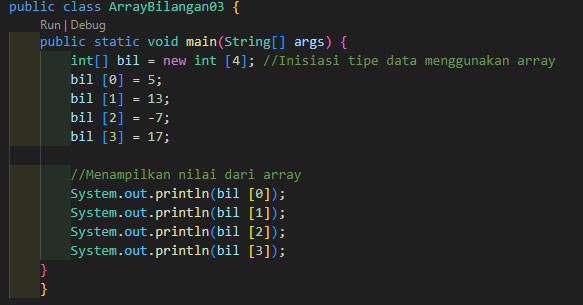 public class ArrayBilangan03 {
Run | Debug
public static void main(String[] args) {
int[] bil = new int [4]; //Inisiasi tipe data menggunakan array
bil [0] = 5;
bil [1] = 13;
bil [2] = -7;
bil [3] = 17;
//Menampilkan nilai dari array
System.out.println(bil [0]);
System.out.println(bil [1]);
System.out.println(bil [2]);
System.out.println(bil [3]);
}
}